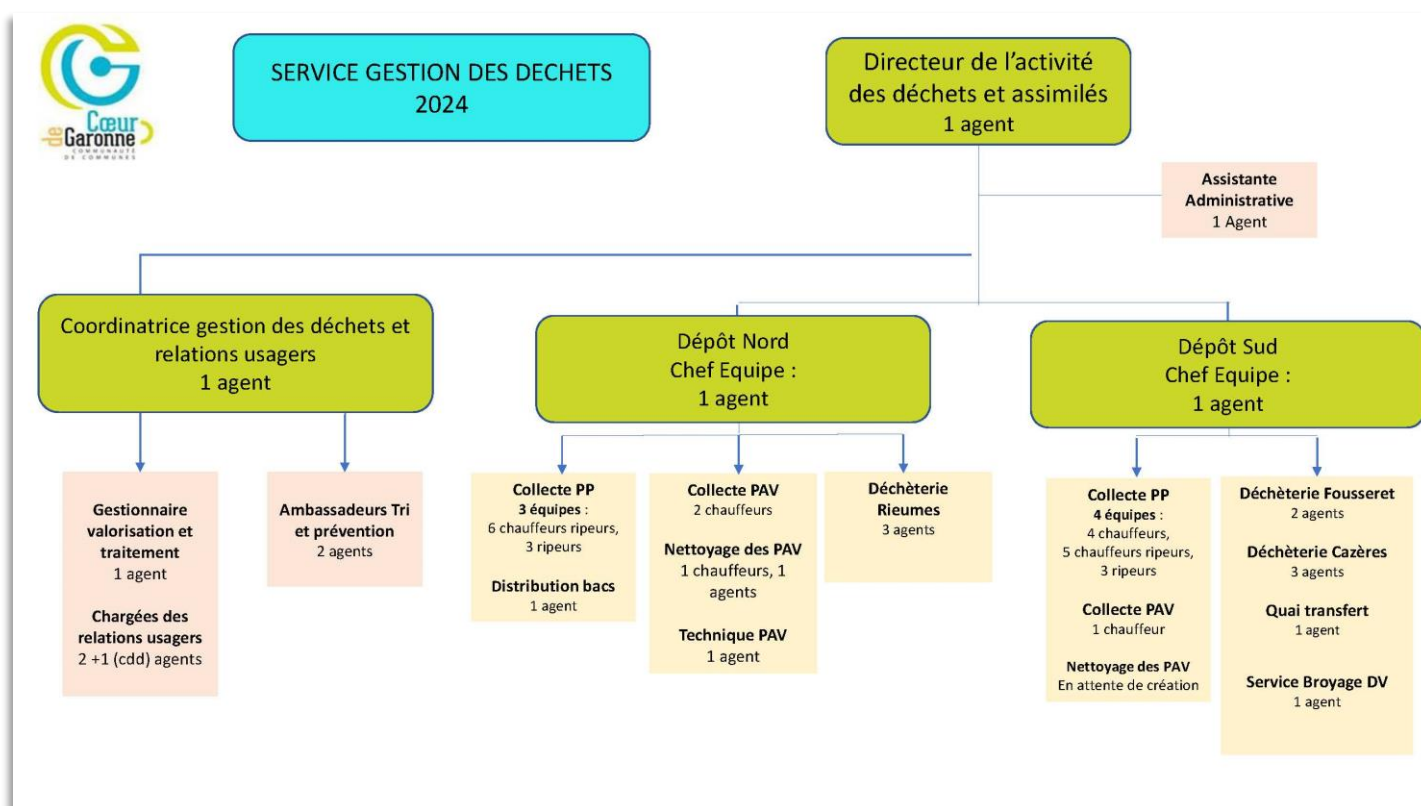 Cœur
de
Garonne
COMMUNAUTÉ
DE COMMUNES
SERVICE GESTION DES DECHETS
2024
Directeur de l’activité
des déchets et assimilés
1 agent
Assistante
Administrative
1 Agent
Coordinatrice gestion des déchets et
relations usagers
1 agent
Dépôt Nord
Chef Equipe :
1 agent
Dépôt Sud
Chef Equipe :
1 agent
Gestionnaire
valorisation et
traitement
1 agent
Chargées des
relations usagers
2 +1 (cdd) agents
Ambassadeurs Tri
et prévention
2 agents
Collecte PP
3 équipes :
6 chauffeurs ripeurs,
3 ripeurs
Distribution bacs
1 agent
Collecte PAV
2 chauffeurs
Nettoyage des PAV
1 chauffeurs, 1
agents
Technique PAV
1 agent
Déchèterie
Rieumes
3 agents
Collecte PP
4 équipes :
4 chauffeurs,
5 chauffeurs ripeurs,
3 ripeurs
Collecte PAV
1 chauffeur
Nettoyage des PAV
En attente de création
Déchèterie Fousseret
2 agents
Déchèterie Cazères
3 agents
Quai transfert
1 agent
Service Broyage DV
1 agent